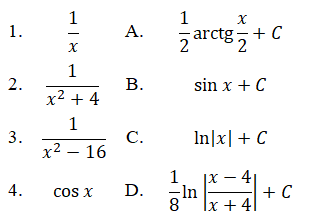 1. 1/x A. 1/2 arctg x/2 + C
2. 1/(x² + 4) B. sin x + C
3. 1/(x² − 16) C. ln|x| + C
4. cos x D. 1/8 ln |x − 4|/|x + 4| + C